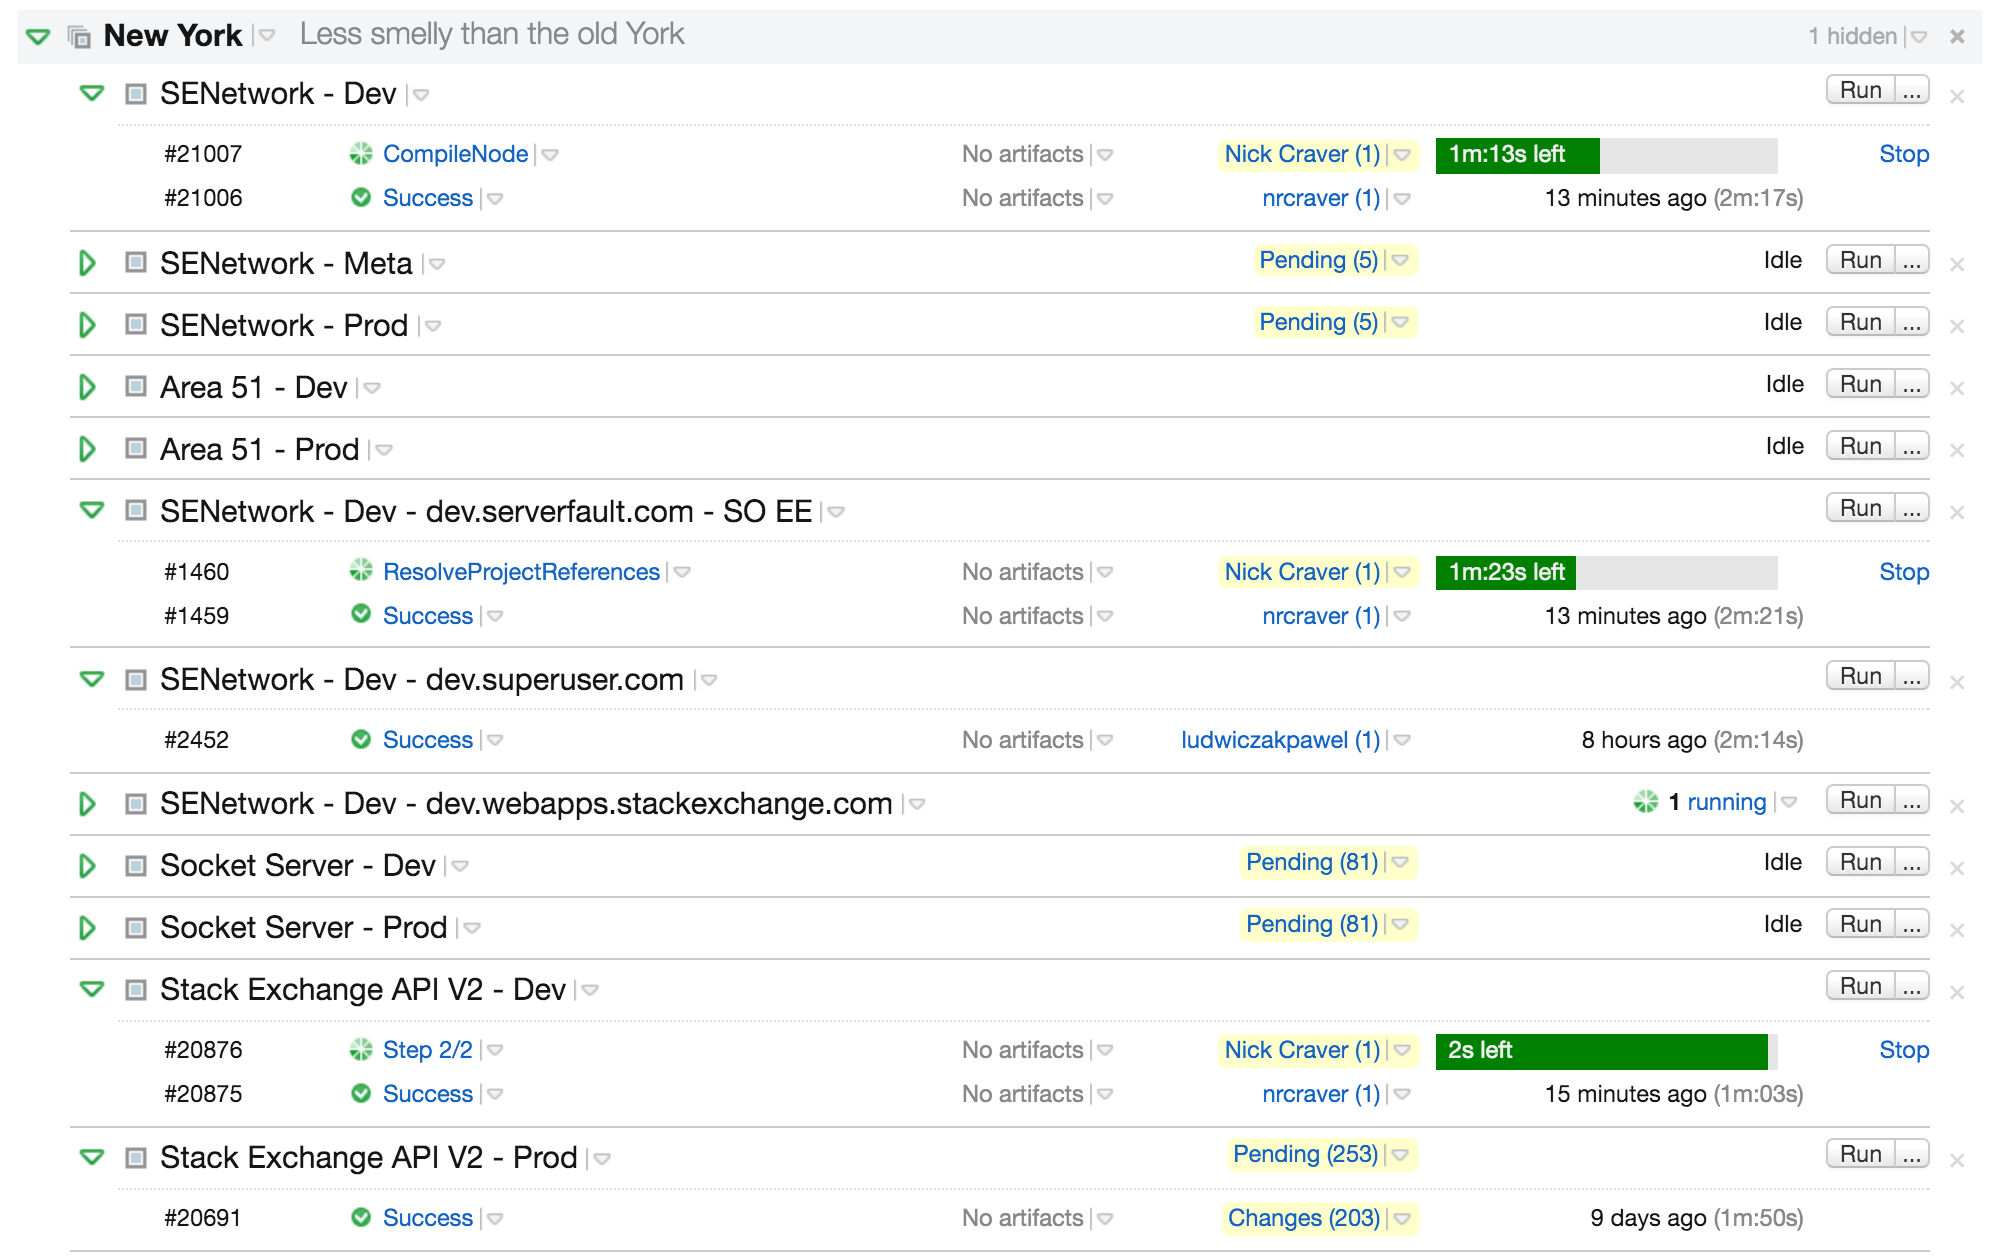 New York Less smelly than the old York 1 hidden
SENetwork - Dev Run ...
#21007 CompileNode No artifacts Nick Craver (1) 1m:13s left Stop
#21006 Success No artifacts nrcraver (1) 13 minutes ago (2m:17s)
SENetwork - Meta Pending (5) Idle Run ...
SENetwork - Prod Pending (5) Idle Run ...
Area 51 - Dev Idle Run ...
Area 51 - Prod Idle Run ...
SENetwork - Dev - dev.serverfault.com - SO EE Run ...
#1460 ResolveProjectReferences No artifacts Nick Craver (1) 1m:23s left Stop
#1459 Success No artifacts nrcraver (1) 13 minutes ago (2m:21s)
SENetwork - Dev - dev.superuser.com Run ...
#2452 Success No artifacts ludwiczakpawel (1) 8 hours ago (2m:14s)
SENetwork - Dev - dev.webapps.stackexchange.com 1 running Run ...
Socket Server - Dev Pending (81) Idle Run ...
Socket Server - Prod Pending (81) Idle Run ...
Stack Exchange API V2 - Dev Run ...
#20876 Step 2/2 No artifacts Nick Craver (1) 2s left Stop
#20875 Success No artifacts nrcraver (1) 15 minutes ago (1m:03s)
Stack Exchange API V2 - Prod Pending (253) Run ...
#20691 Success No artifacts Changes (203) 9 days ago (1m:50s)